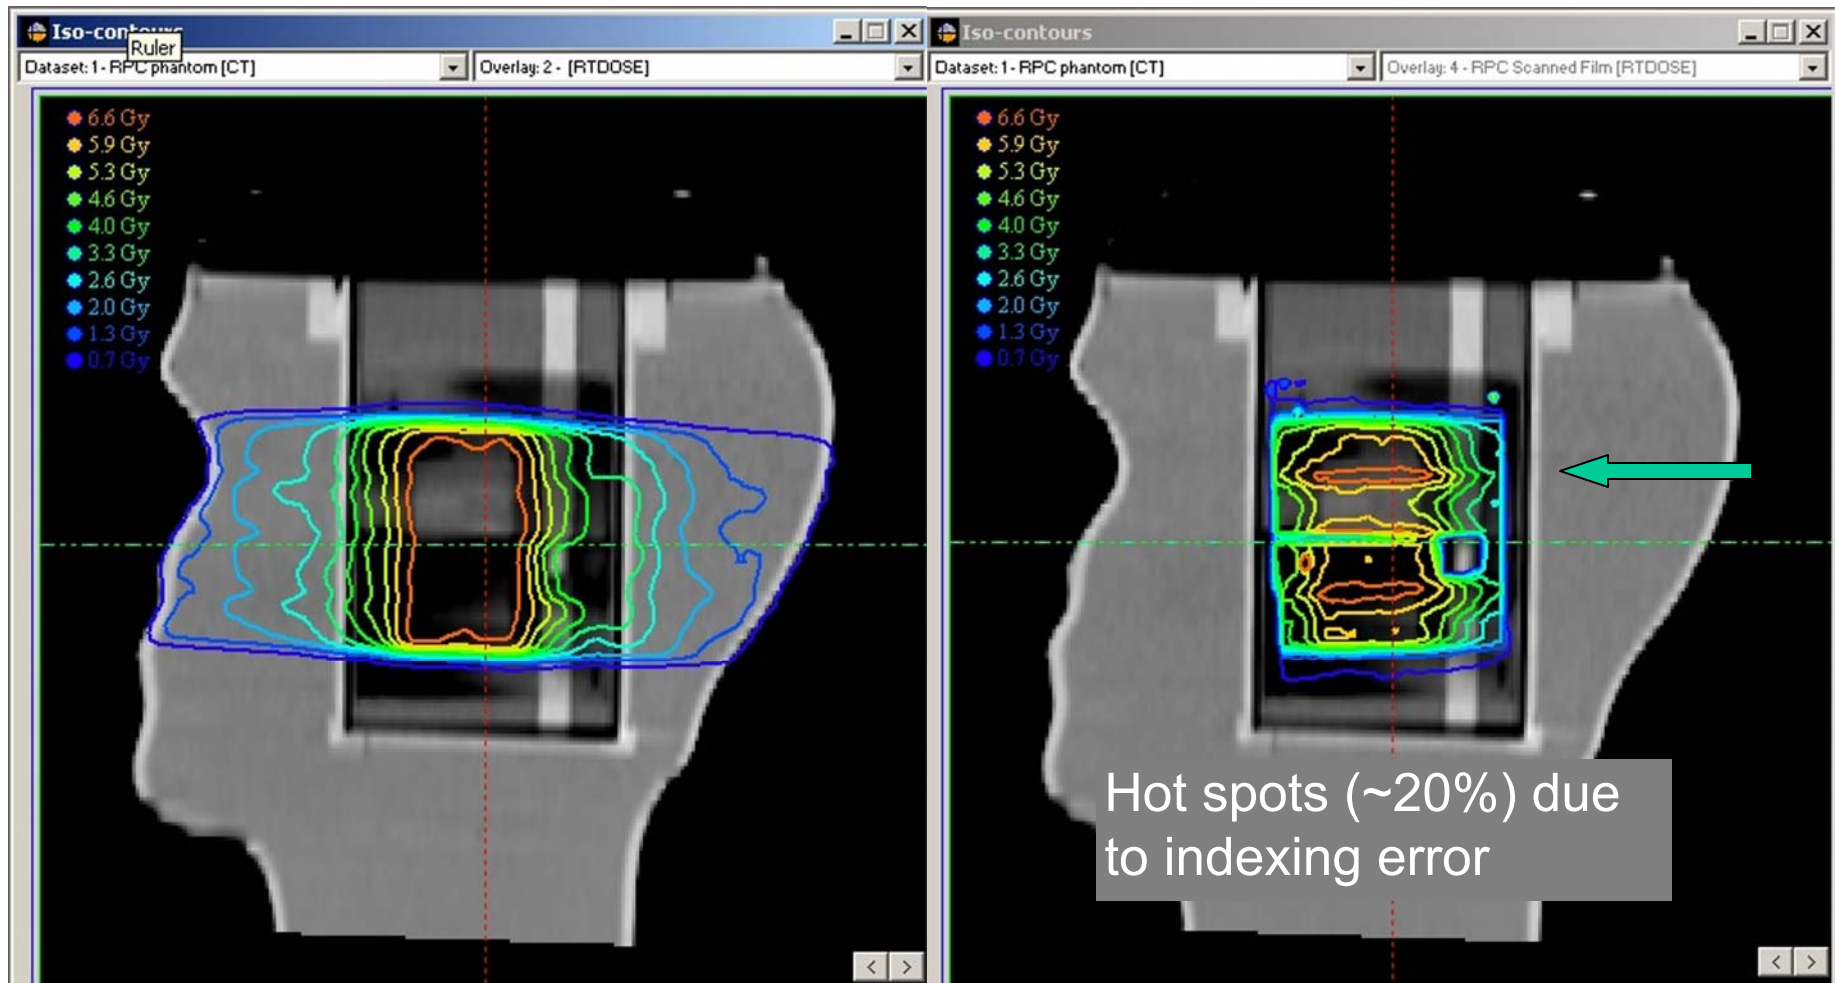 Iso-contours
Ruler
Dataset: 1 - RPC phantom [CT]
Overlay: 2 - [RTDOSE]
6.6 Gy
5.9 Gy
5.3 Gy
4.6 Gy
4.0 Gy
3.3 Gy
2.6 Gy
2.0 Gy
1.3 Gy
0.7 Gy
Iso-contours
Dataset: 1 - RPC phantom [CT]
Overlay: 4 - RPC Scanned Film [RTDOSE]
6.6 Gy
5.9 Gy
5.3 Gy
4.6 Gy
4.0 Gy
3.3 Gy
2.6 Gy
2.0 Gy
1.3 Gy
0.7 Gy
Hot spots (~20%) due
to indexing error